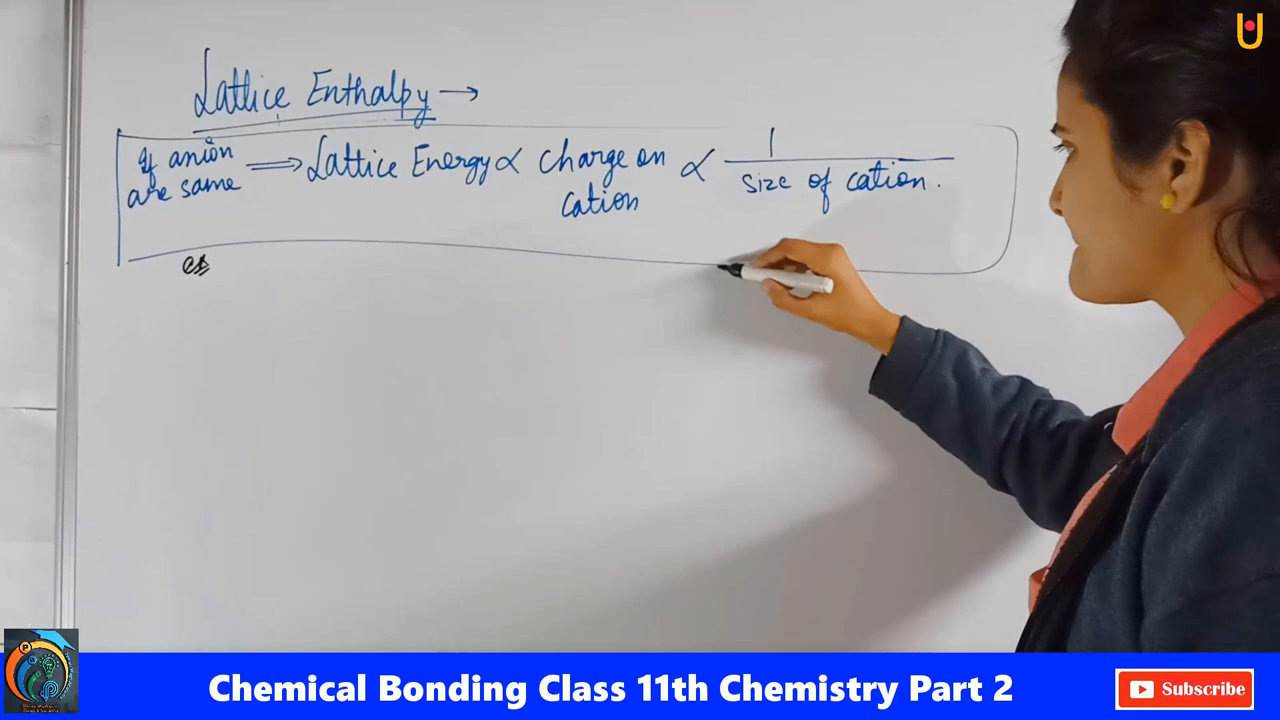 Lattice Enthalpy →
If anion are same ⟹ Lattice Energy ∝ charge on cation ∝ 1 / size of cation.
Chemical Bonding Class 11th Chemistry Part 2
Subscribe